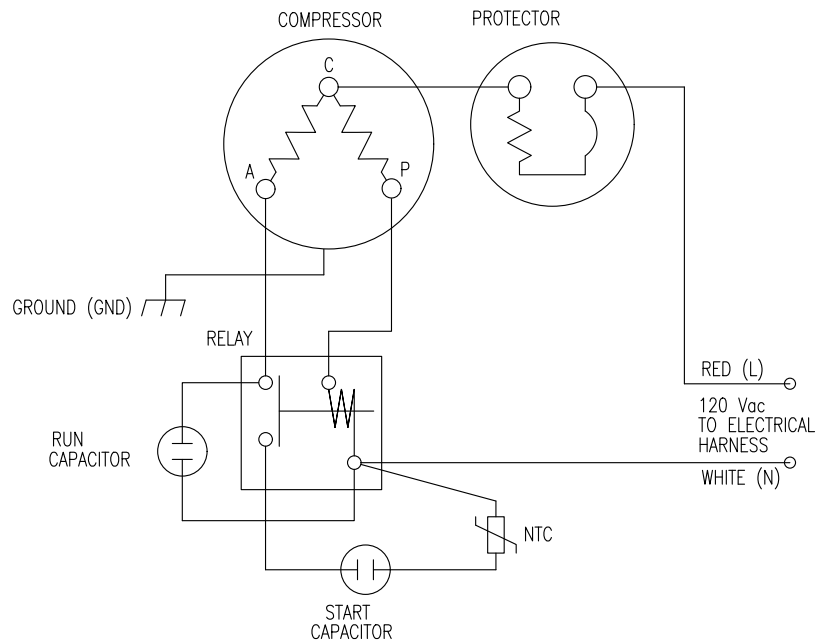 COMPRESSOR
PROTECTOR
C
A
P
GROUND (GND)
RELAY
RED (L)
120 Vac
TO ELECTRICAL
HARNESS
WHITE (N)
RUN
CAPACITOR
NTC
START
CAPACITOR